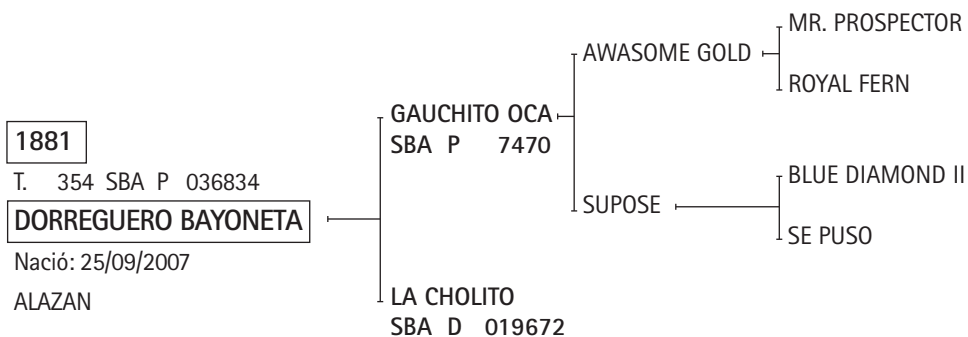 1881
T. 354 SBA P 036834
DORREGUERO BAYONETA
Nació: 25/09/2007
ALAZAN
GAUCHITO OCA
SBA P 7470
LA CHOLITO
SBA D 019672
AWASOME GOLD
SUPOSE
MR. PROSPECTOR
ROYAL FERN
BLUE DIAMOND II
SE PUSO